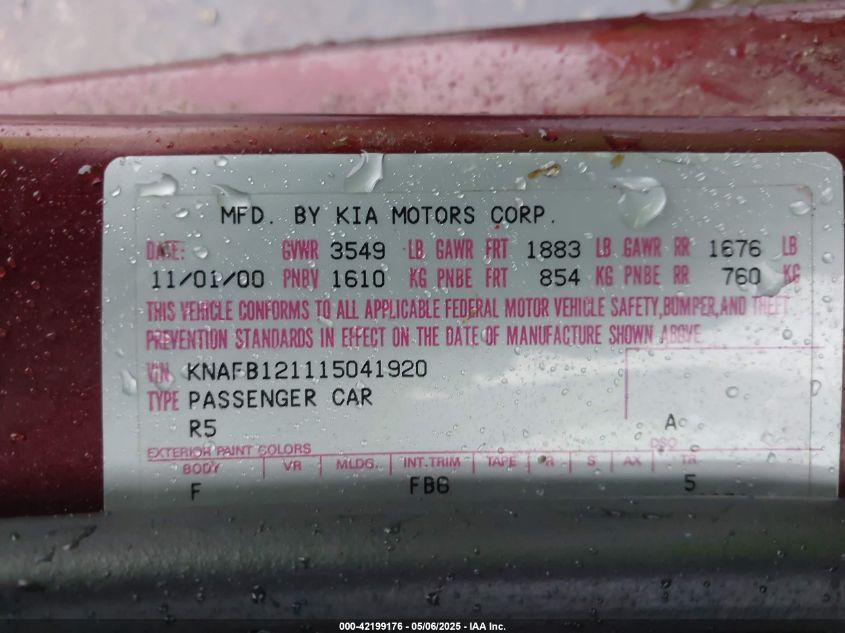 MFD. BY KIA MOTORS CORP.
DATE: GVWR 3549 LB GAWR FRT 1883 LB GAWR RR 1676 LB
11/01/00 PNBV 1610 KG PNBE FRT 854 KG PNBE RR 760 KG
THIS VEHICLE CONFORMS TO ALL APPLICABLE FEDERAL MOTOR VEHICLE SAFETY,BUMPER,AND THEFT
PREVENTION STANDARDS IN EFFECT ON THE DATE OF MANUFACTURE SHOWN ABOVE
VIN KNAFB121115041920
TYPE PASSENGER CAR
R5 A
EXTERIOR PAINT COLORS DSO
BODY VR MLDG. INT.TRIM TAPE R S AX TR
F FBG 5
000-42199176 - 05/06/2025 - IAA Inc.